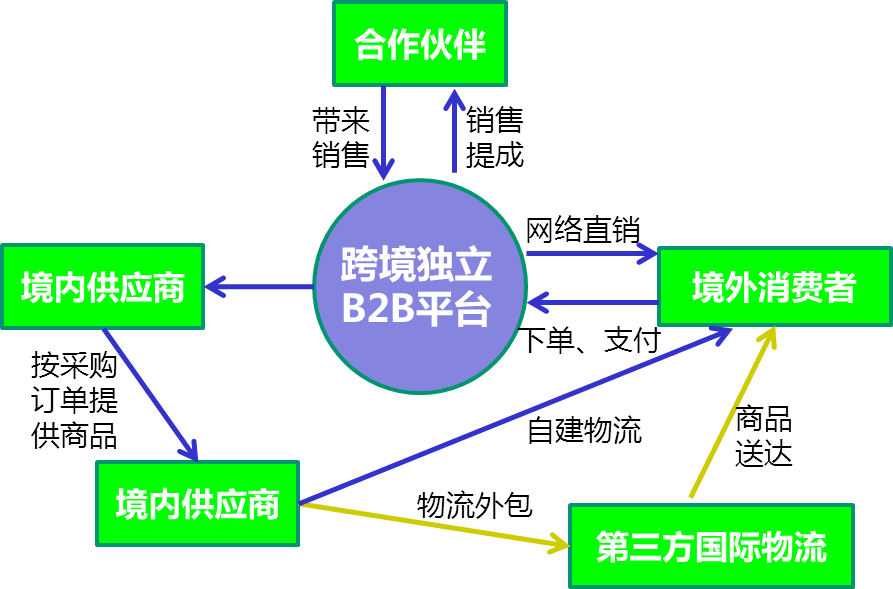 合作伙伴
带来
销售
销售
提成
跨境独立
B2B平台
网络直销
境内供应商
境外消费者
下单、支付
按采购
订单提
供商品
自建物流
商品
送达
境内供应商
物流外包
第三方国际物流